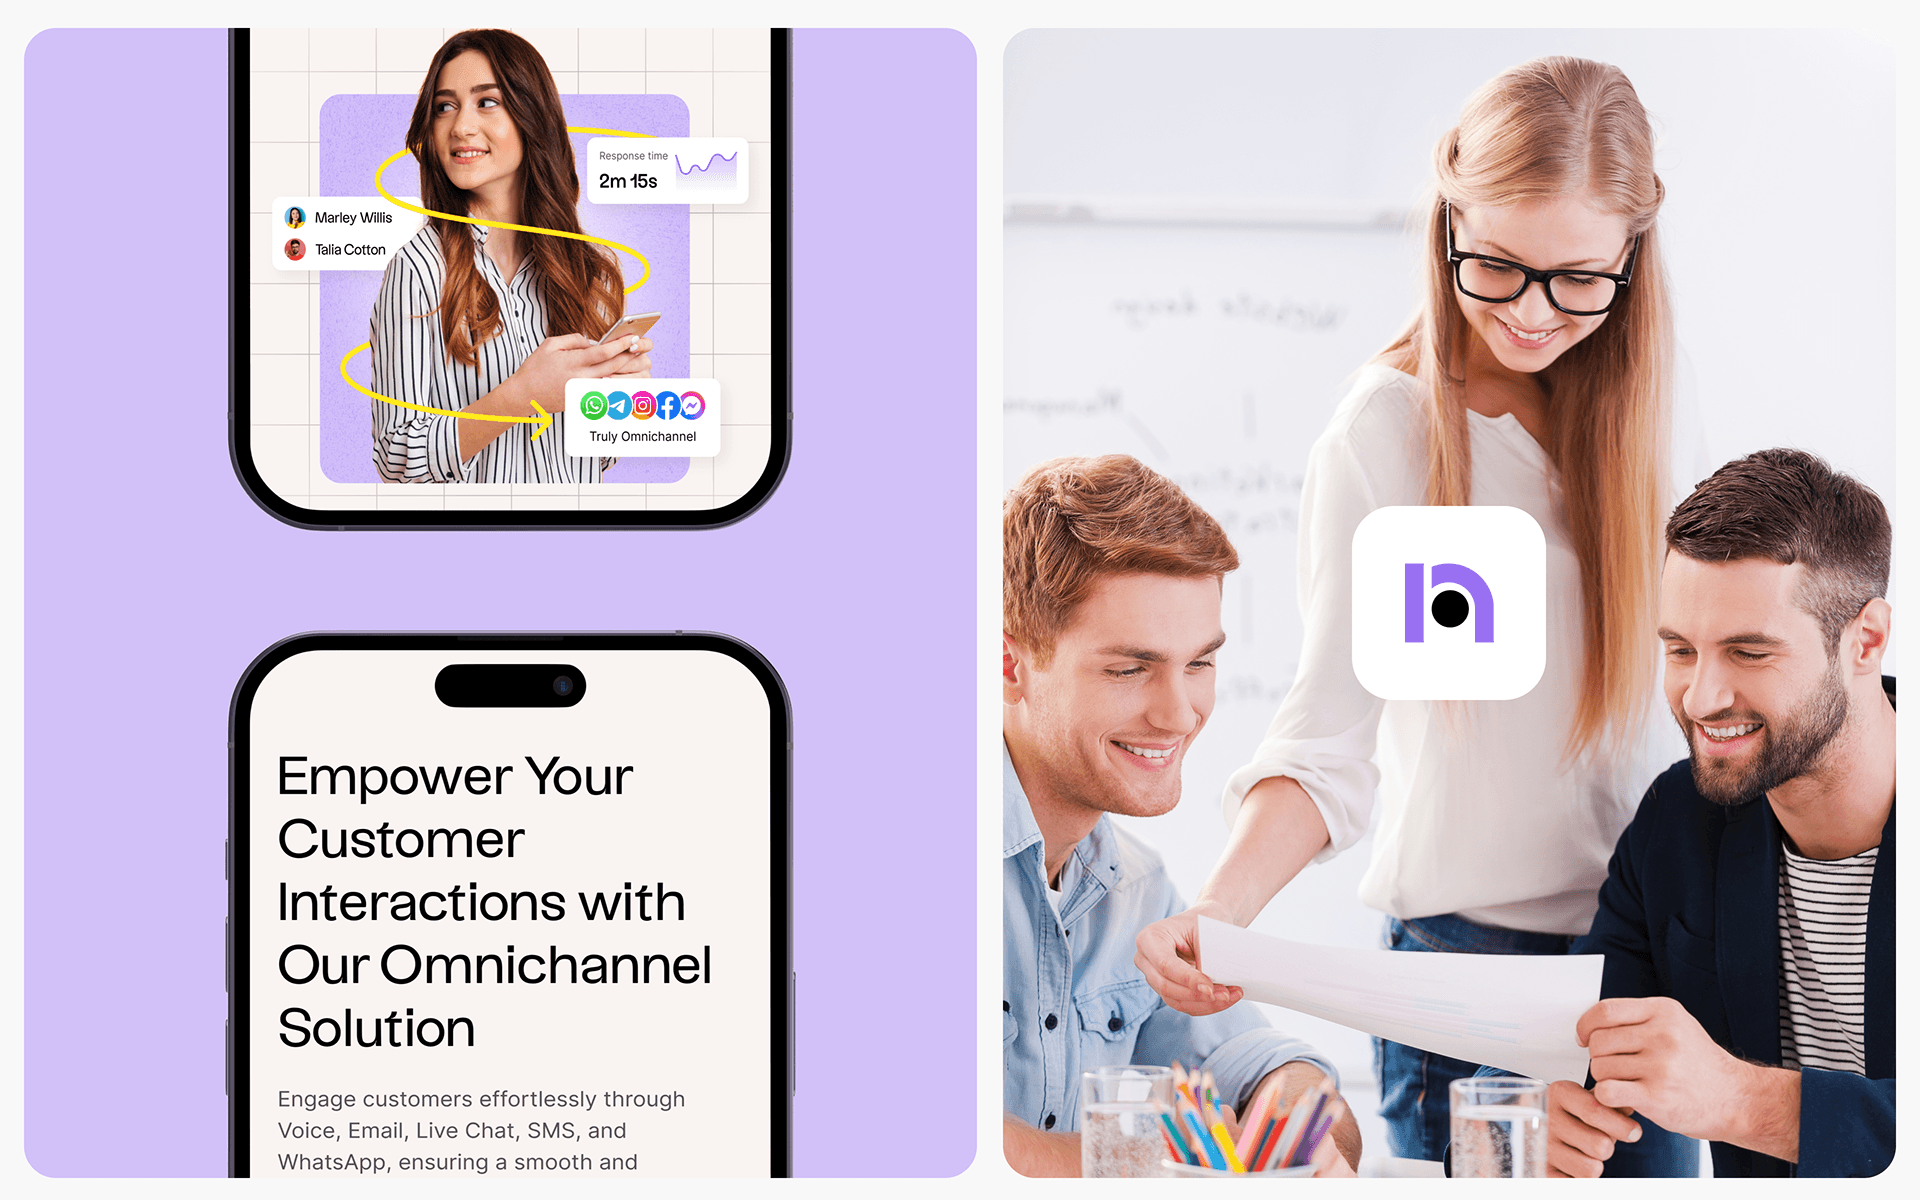 Response time
2m 15s
Marley Willis
Talia Cotton
Truly Omnichannel
Empower Your
Customer
Interactions with
Our Omnichannel
Solution
Engage customers effortlessly through
Voice, Email, Live Chat, SMS, and
WhatsApp, ensuring a smooth and
n